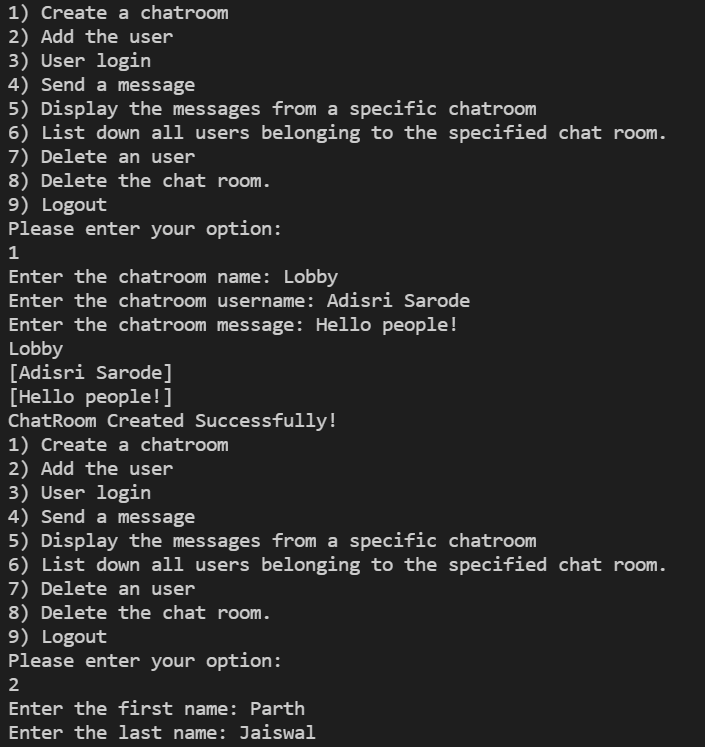 1) Create a chatroom
2) Add the user
3) User login
4) Send a message
5) Display the messages from a specific chatroom
6) List down all users belonging to the specified chat room.
7) Delete an user
8) Delete the chat room.
9) Logout
Please enter your option:
1
Enter the chatroom name: Lobby
Enter the chatroom username: Adisri Sarode
Enter the chatroom message: Hello people!
Lobby
[Adisri Sarode]
[Hello people!]
ChatRoom Created Successfully!
1) Create a chatroom
2) Add the user
3) User login
4) Send a message
5) Display the messages from a specific chatroom
6) List down all users belonging to the specified chat room.
7) Delete an user
8) Delete the chat room.
9) Logout
Please enter your option:
2
Enter the first name: Parth
Enter the last name: Jaiswal